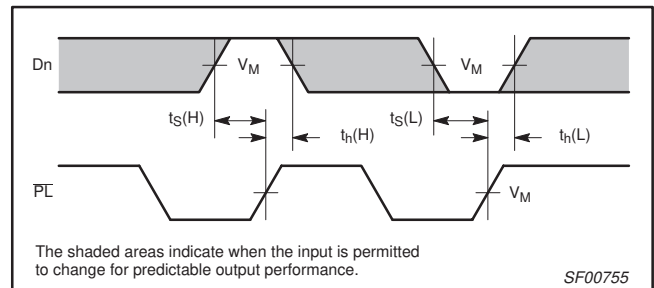 Dn
VM
VM
tS(H)
th(H)
tS(L)
th(L)
PL
VM
The shaded areas indicate when the input is permitted
to change for predictable output performance.
SF00755